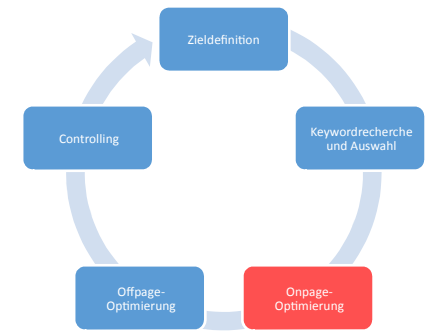 Zieldefinition
Keywordrecherche
und Auswahl
Onpage-
Optimierung
Offpage-
Optimierung
Controlling